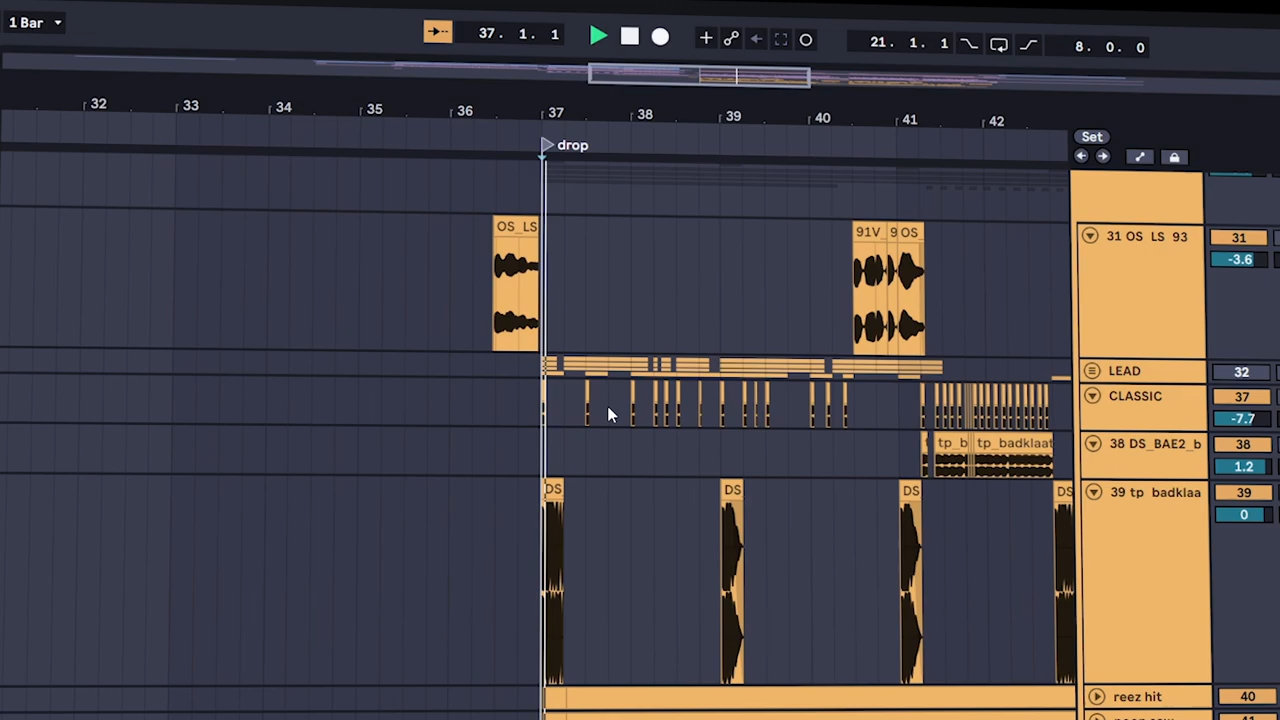 1 Bar
37. 1. 1
21. 1. 1
8. 0. 0
32 33 34 35 36 37 38 39 40 41 42
drop
Set
OS_LS
91V_ 9 OS_
31 OS LS 93
31
-3.6
LEAD
32
CLASSIC
37
-7.7
tp_b tp_badklaat
38 DS_BAE2_b
38
1.2
DS DS DS DS
39 tp badklaa
39
0
reez hit
40